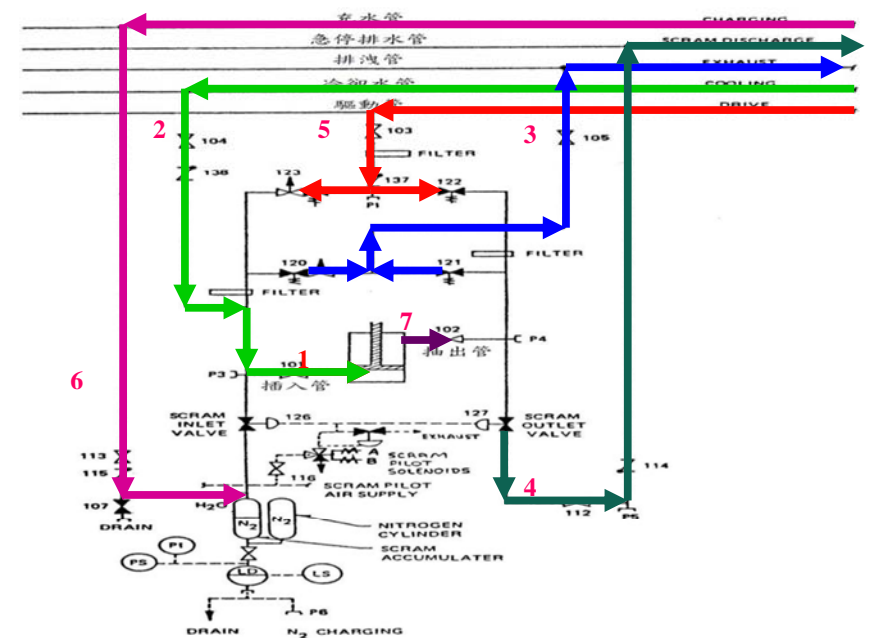 充水管 CHARGING
急停排水管 SCRAM DISCHARGE
排洩管 EXHAUST
冷卻水管 COOLING
驅動管 DRIVE
2
5
3
104
103
105
FILTER
138
123
137
122
P1
120
121
FILTER
FILTER
7
102
P4
抽出管
1
101
P3
插入管
6
SCRAM
INLET
VALVE
126
127
SCRAM
OUTLET
VALVE
EXHAUST
A
B
SCRAM
PILOT
SOLENOIDS
113
115
116
114
SCRAM PILOT
AIR SUPPLY
4
107
H₂O
112
P5
DRAIN
N₂
N₂
NITROGEN
CYLINDER
SCRAM
ACCUMULATER
PI
PS
LD
LS
P6
DRAIN
N₂ CHARGING